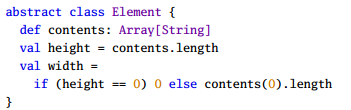 abstract class Element {
  def contents: Array[String]
  val height = contents.length
  val width =
    if (height == 0) 0 else contents(0).length
}